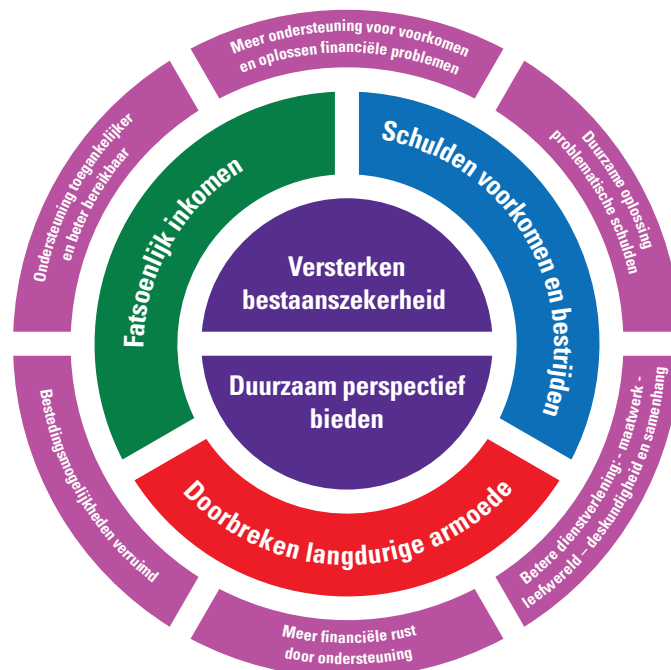 Meer ondersteuning voor voorkomen
en oplossen financiële problemen
Duurzame oplossing
problematische schulden
Betere dienstverlening: - maatwerk -
leefwereld – deskundigheid en samenhang
Meer financiële rust
door ondersteuning
Bestedingsmogelijkheden verruimd
Ondersteuning toegankelijker
en beter bereikbaar
Fatsoenlijk inkomen
Schulden voorkomen en bestrijden
Doorbreken langdurige armoede
Versterken
bestaanszekerheid
Duurzaam perspectief
bieden